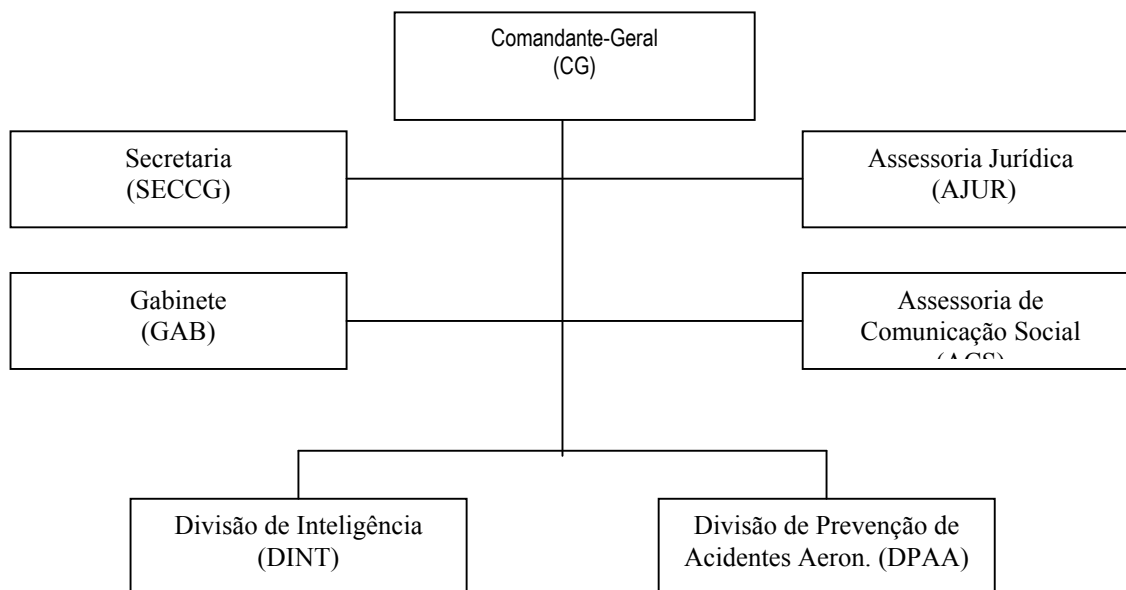 Comandante-Geral
(CG)
Secretaria
(SECCG)
Assessoria Jurídica
(AJUR)
Gabinete
(GAB)
Assessoria de
Comunicação Social
(ACS)
Divisão de Inteligência
(DINT)
Divisão de Prevenção de
Acidentes Aeron. (DPAA)